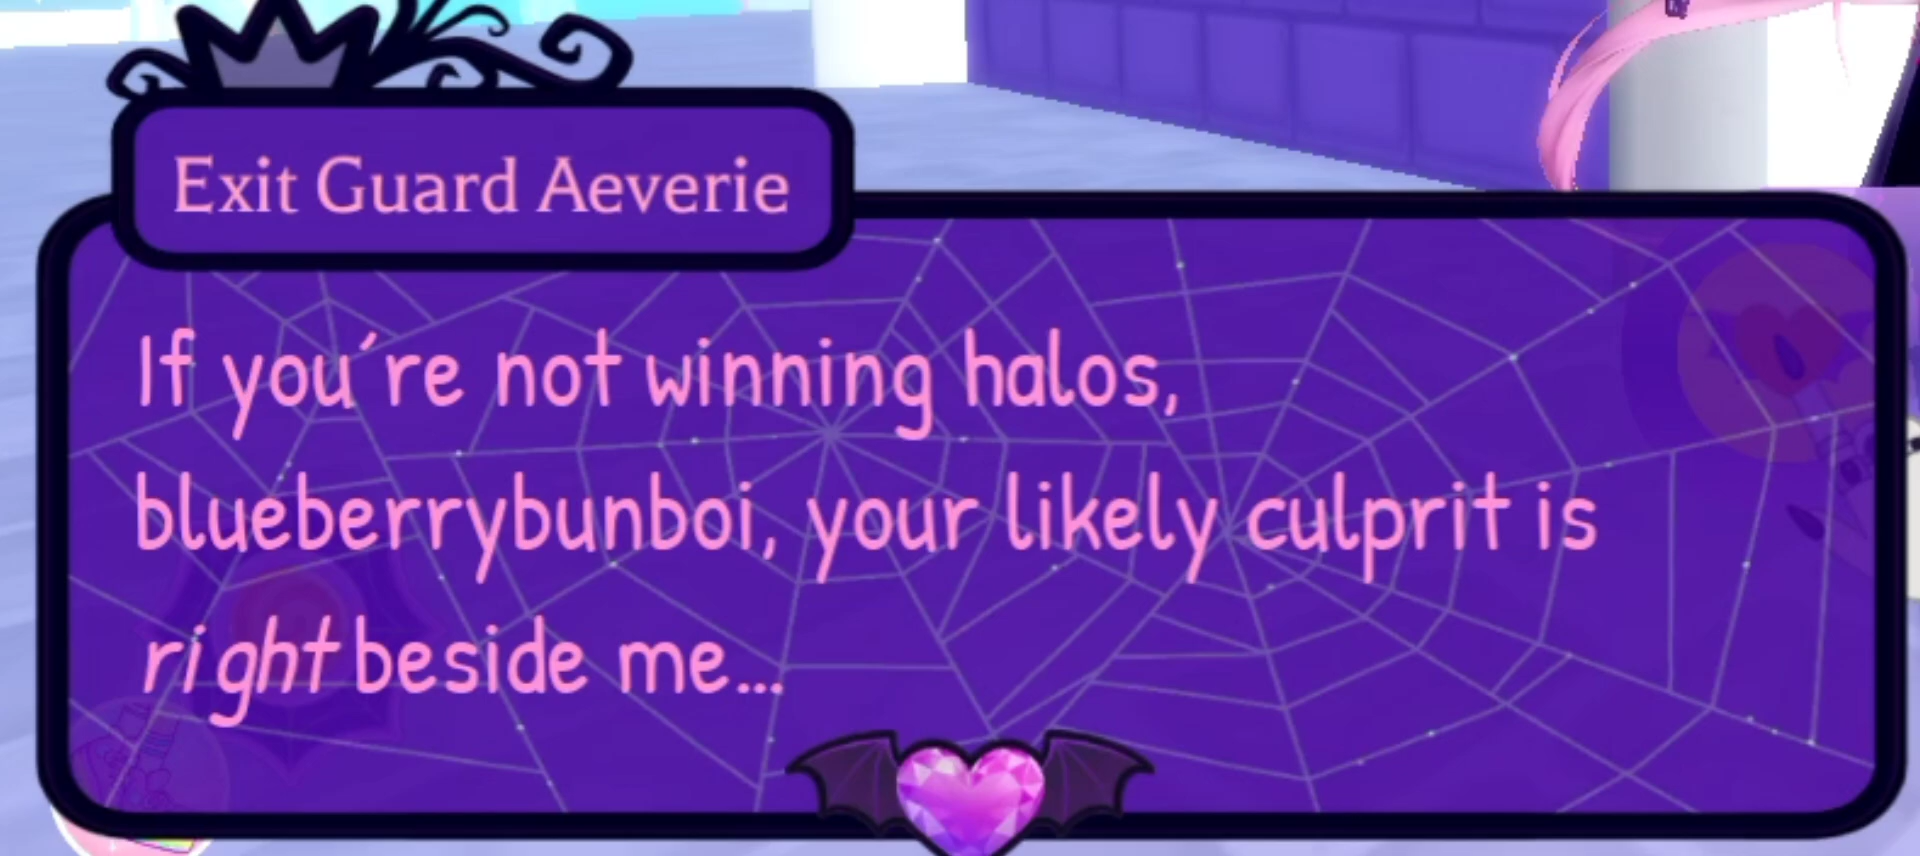 Exit Guard Aeverie
If you´re not winning halos,
blueberrybunboi, your likely culprit is
right beside me...